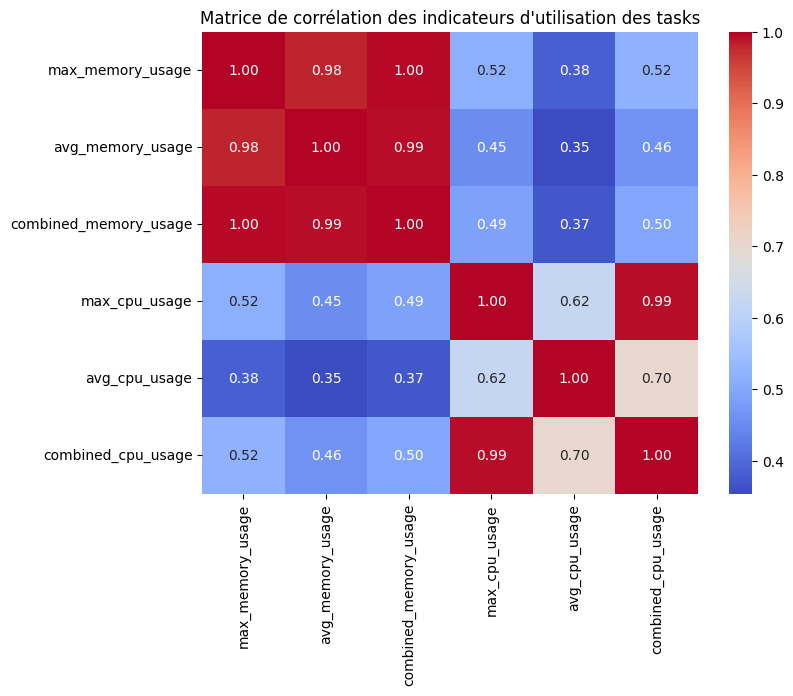 Matrice de corrélation des indicateurs d'utilisation des tasks
max_memory_usage 1.00 0.98 1.00 0.52 0.38 0.52
avg_memory_usage 0.98 1.00 0.99 0.45 0.35 0.46
combined_memory_usage 1.00 0.99 1.00 0.49 0.37 0.50
max_cpu_usage 0.52 0.45 0.49 1.00 0.62 0.99
avg_cpu_usage 0.38 0.35 0.37 0.62 1.00 0.70
combined_cpu_usage 0.52 0.46 0.50 0.99 0.70 1.00
max_memory_usage
avg_memory_usage
combined_memory_usage
max_cpu_usage
avg_cpu_usage
combined_cpu_usage
1.0
0.9
0.8
0.7
0.6
0.5
0.4